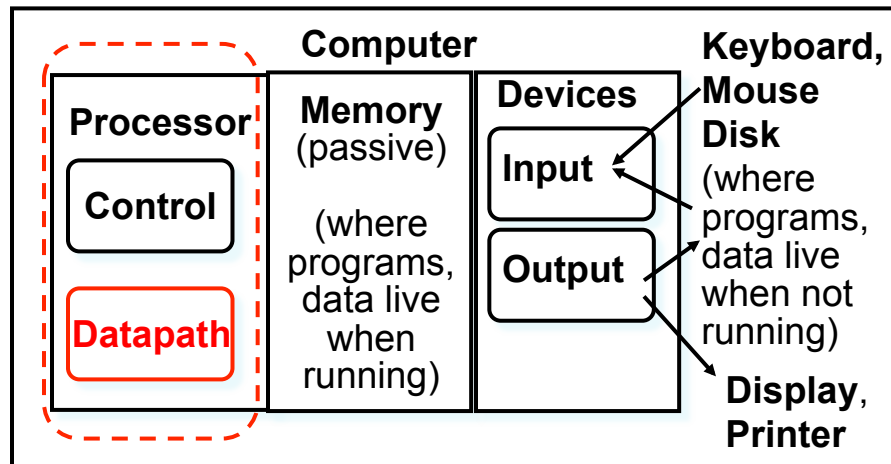 Computer
Processor
Control
Datapath
Memory
(passive)
(where
programs,
data live
when
running)
Devices
Input
Output
Keyboard,
Mouse
Disk
(where
programs,
data live
when not
running)
Display,
Printer